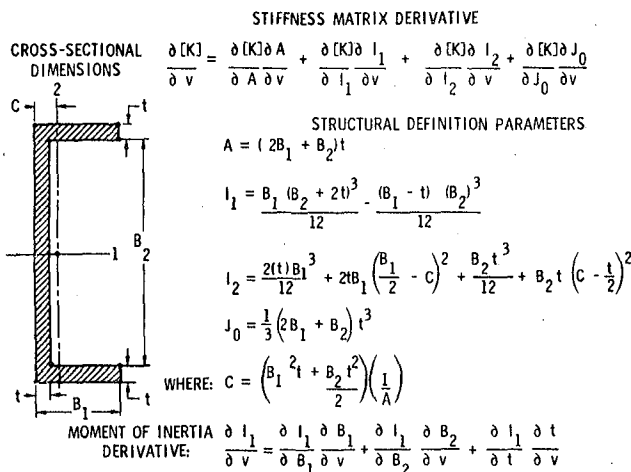 STIFFNESS MATRIX DERIVATIVE
CROSS-SECTIONAL DIMENSIONS
∂[K]/∂v = ∂[K]∂A/∂A∂v + ∂[K]∂I₁/∂I₁∂v + ∂[K]∂I₂/∂I₂∂v + ∂[K]∂J₀/∂J₀∂v
2
C
t
STRUCTURAL DEFINITION PARAMETERS
A = (2B₁ + B₂)t
I₁ = B₁(B₂ + 2t)³/12 - (B₁ - t)(B₂)³/12
B₂
1
I₂ = 2(t)B₁³/12 + 2tB₁(B₁/2 - C)² + B₂t³/12 + B₂t(C - t/2)²
J₀ = 1/3(2B₁ + B₂)t³
WHERE: C = (B₁²t + B₂t²/2)(1/A)
t
B₁
t
MOMENT OF INERTIA DERIVATIVE: ∂I₁/∂v = ∂I₁/∂B₁ ∂B₁/∂v + ∂I₁/∂B₂ ∂B₂/∂v + ∂I₁/∂t ∂t/∂v